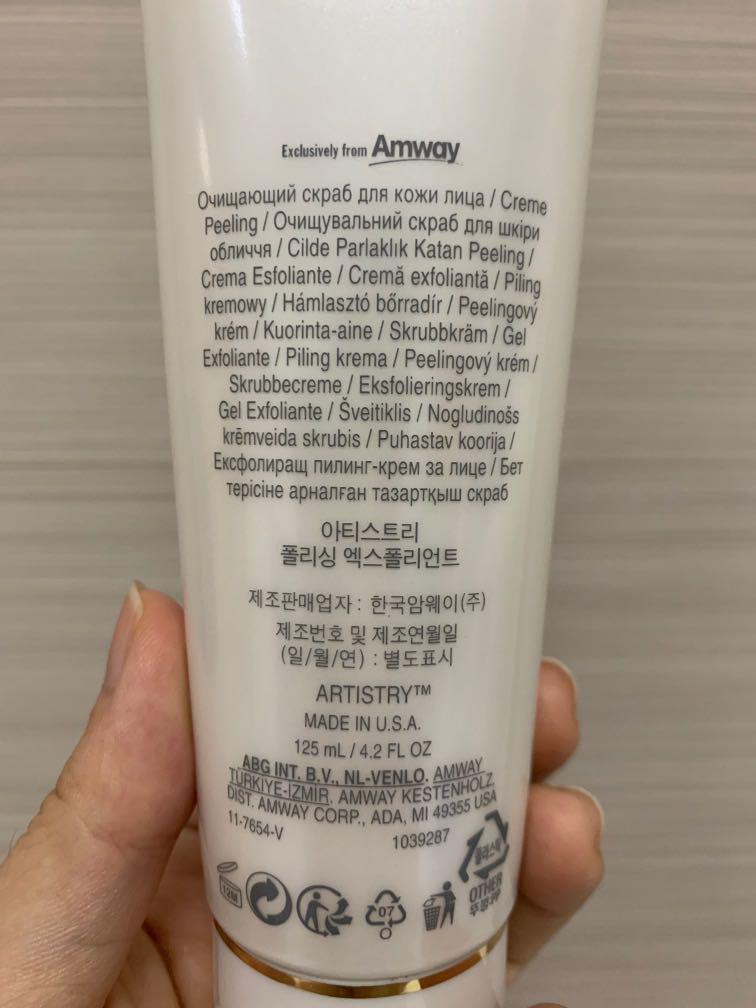 Exclusively from Amway
Очищающий скраб для кожи лица / Creme
Peeling / Очищувальний скраб для шкіри
обличчя / Cilde Parlaklık Katan Peeling /
Crema Esfoliante / Cremă exfoliantă / Piling
kremowy / Hámlasztó bőrradír / Peelingový
krém / Kuorinta-aine / Skrubbkräm / Gel
Exfoliante / Piling krema / Peelingový krém /
Skrubbecreme / Eksfolieringskrem /
Gel Exfoliante / Šveitiklis / Nogludinošs
krēmveida skrubis / Puhastav koorija /
Ексфолиращ пилинг-крем за лице / Бет
терісіне арналған тазартқыш скраб
아티스트리
폴리싱 엑스폴리언트
제조판매업자 : 한국암웨이(주)
제조번호 및 제조연월일
(일/월/연) : 별도표시
ARTISTRY™
MADE IN U.S.A.
125 mL / 4.2 FL OZ
ABG INT. B.V., NL-VENLO. AMWAY
TÜRKIYE-IZMIR. AMWAY KESTENHOLZ.
DIST. AMWAY CORP., ADA, MI 49355 USA
11-7654-V 1039287
플라스틱
12M
07
O
OTHER